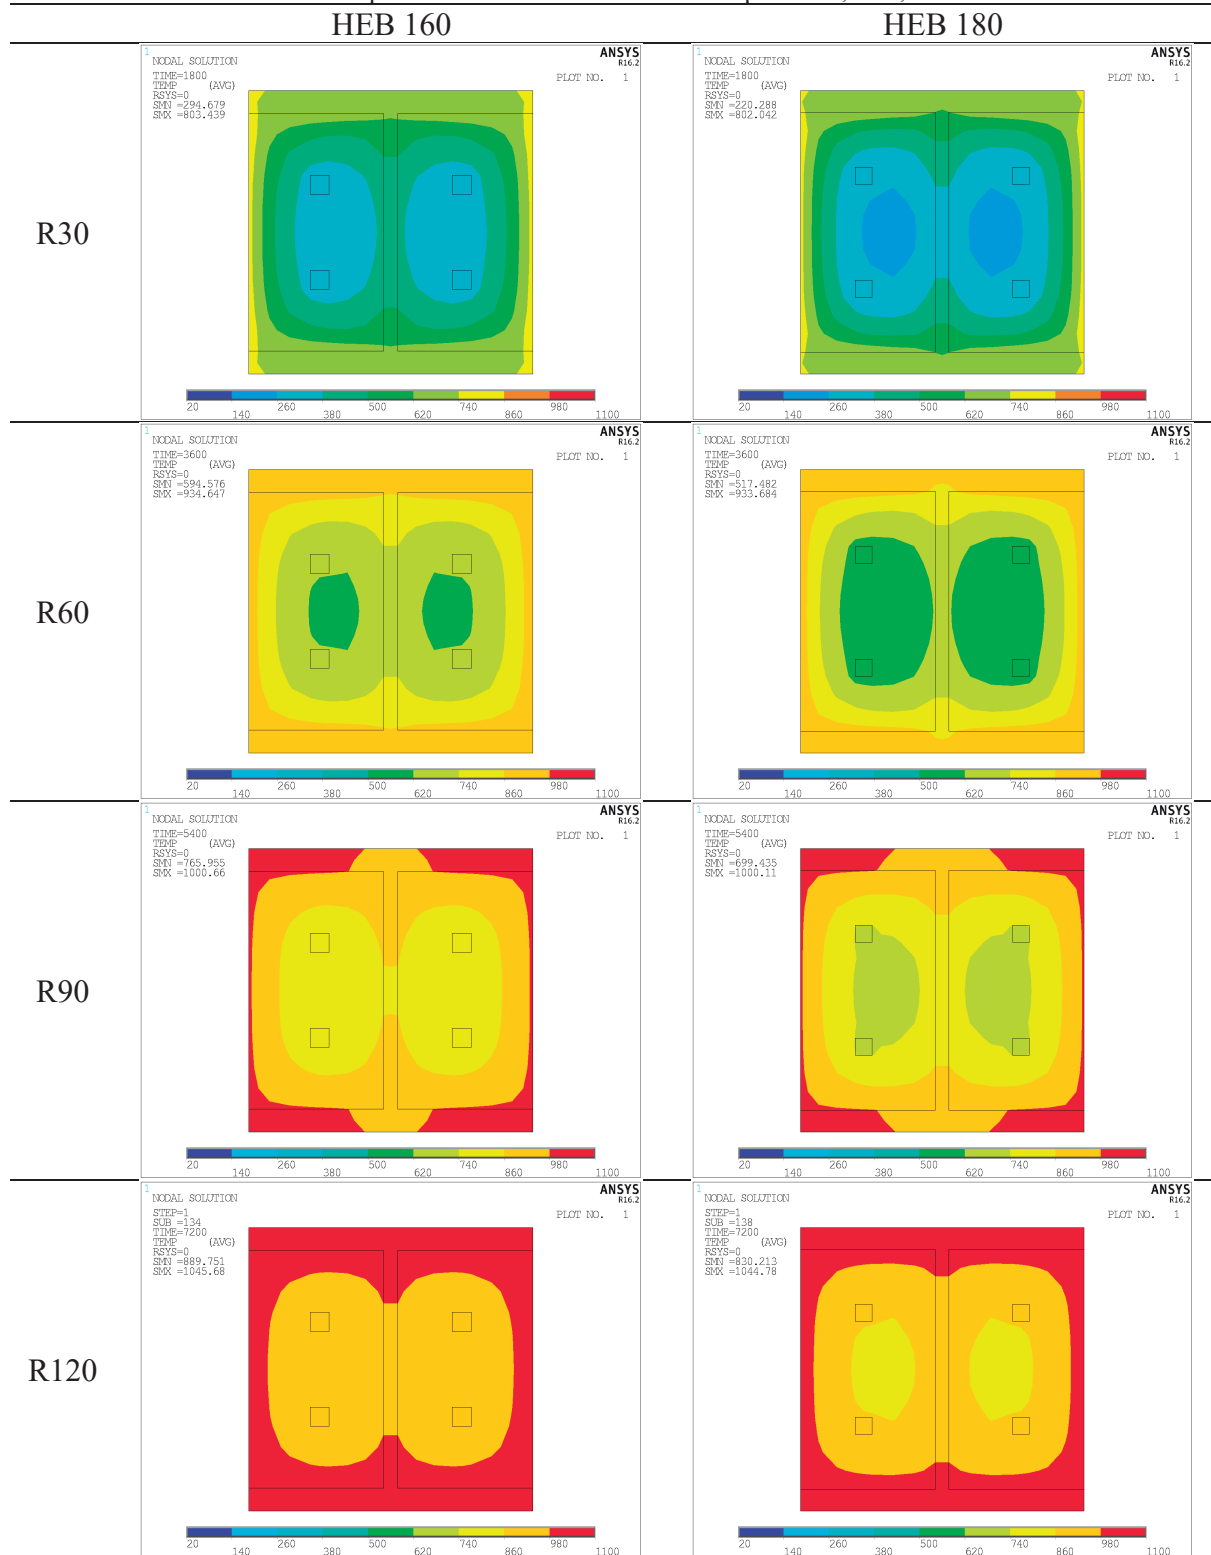 HEB 160 HEB 180
R30
1
NODAL SOLUTION
TIME=1800
TEMP (AVG)
RSYS=0
SMN =294.679
SMX =803.439
ANSYS
R16.2
PLOT NO. 1
20 140 260 380 500 620 740 860 980 1100
1
NODAL SOLUTION
TIME=1800
TEMP (AVG)
RSYS=0
SMN =220.288
SMX =802.042
ANSYS
R16.2
PLOT NO. 1
20 140 260 380 500 620 740 860 980 1100
R60
1
NODAL SOLUTION
TIME=3600
TEMP (AVG)
RSYS=0
SMN =594.576
SMX =934.647
ANSYS
R16.2
PLOT NO. 1
20 140 260 380 500 620 740 860 980 1100
1
NODAL SOLUTION
TIME=3600
TEMP (AVG)
RSYS=0
SMN =517.482
SMX =933.684
ANSYS
R16.2
PLOT NO. 1
20 140 260 380 500 620 740 860 980 1100
R90
1
NODAL SOLUTION
TIME=5400
TEMP (AVG)
RSYS=0
SMN =765.955
SMX =1000.66
ANSYS
R16.2
PLOT NO. 1
20 140 260 380 500 620 740 860 980 1100
1
NODAL SOLUTION
TIME=5400
TEMP (AVG)
RSYS=0
SMN =699.435
SMX =1000.11
ANSYS
R16.2
PLOT NO. 1
20 140 260 380 500 620 740 860 980 1100
R120
1
NODAL SOLUTION
STEP=1
SUB =134
TIME=7200
TEMP (AVG)
RSYS=0
SMN =889.751
SMX =1045.68
ANSYS
R16.2
PLOT NO. 1
20 140 260 380 500 620 740 860 980 1100
1
NODAL SOLUTION
STEP=1
SUB =138
TIME=7200
TEMP (AVG)
RSYS=0
SMN =830.213
SMX =1044.78
ANSYS
R16.2
PLOT NO. 1
20 140 260 380 500 620 740 860 980 1100